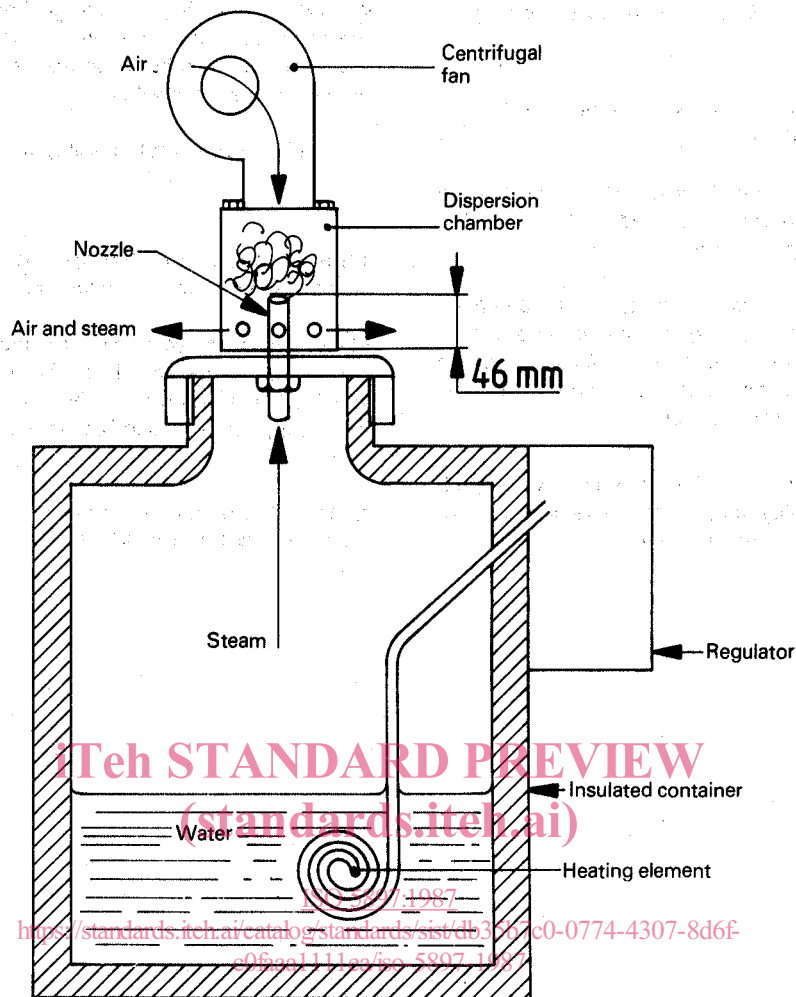 Air
Centrifugal
fan
Dispersion
chamber
Nozzle
Air and steam
46 mm
Steam
Regulator
iTeh STANDARD PREVIEW
(standards.iteh.ai)
Insulated container
Water
Heating element
ISO 5897:1987
https://standards.iteh.ai/catalog/standards/sist/db35b7c0-0774-4307-8d6f-
c0faaa1111ea/iso-5897-1987